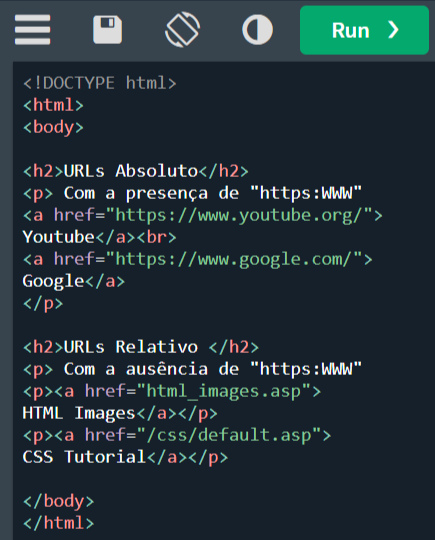 Run ❯
<!DOCTYPE html>
<html>
<body>
<h2>URLs Absoluto</h2>
<p> Com a presença de "https:WWW"
<a href="https://www.youtube.org/">
Youtube</a><br>
<a href="https://www.google.com/">
Google</a>
</p>
<h2>URLs Relativo </h2>
<p> Com a ausência de "https:WWW"
<p><a href="html_images.asp">
HTML Images</a></p>
<p><a href="/css/default.asp">
CSS Tutorial</a></p>
</body>
</html>